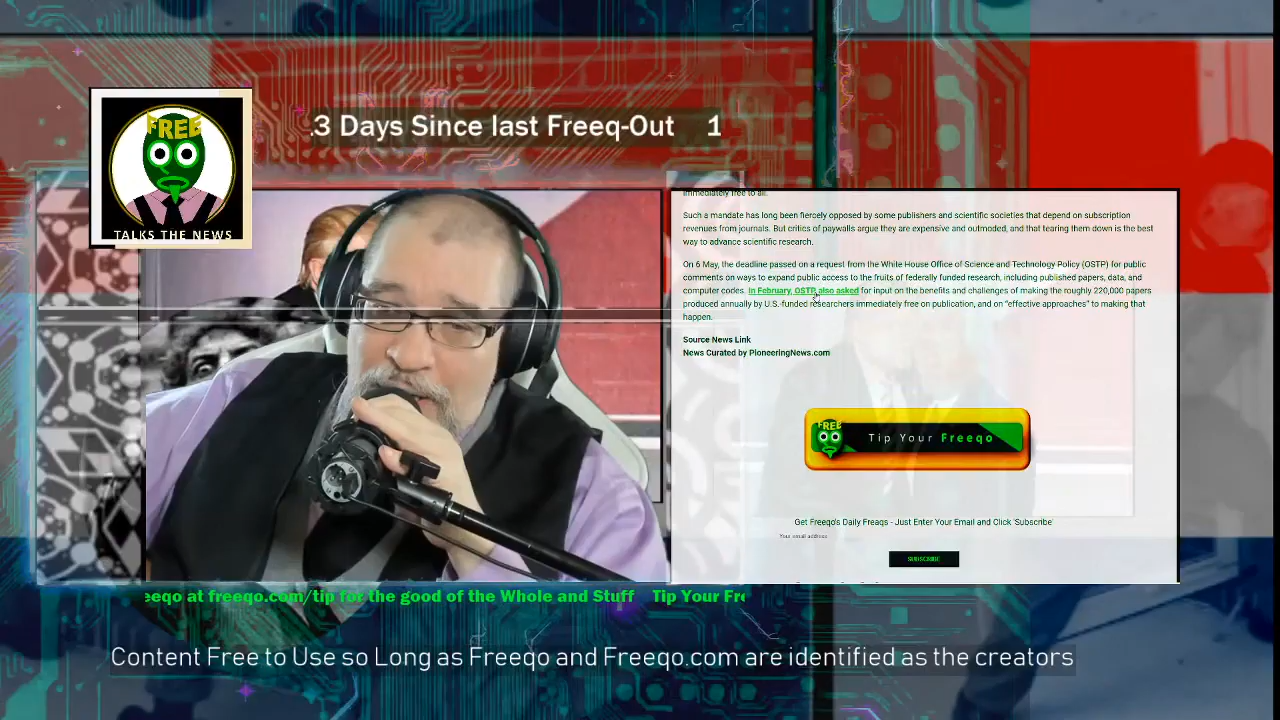 .3 Days Since last Freeq-Out 1
FREE
TALKS THE NEWS
immediately free to all.
Such a mandate has long been fiercely opposed by some publishers and scientific societies that depend on subscription
revenues from journals. But critics of paywalls argue they are expensive and outmoded, and that tearing them down is the best
way to advance scientific research.
On 6 May, the deadline passed on a request from the White House Office of Science and Technology Policy (OSTP) for public
comments on ways to expand public access to the fruits of federally funded research, including published papers, data, and
computer codes. In February, OSTP also asked for input on the benefits and challenges of making the roughly 220,000 papers
produced annually by U.S.-funded researchers immediately free on publication, and on "effective approaches" to making that
happen.
Source News Link
News Curated by PioneeringNews.com
FREE
Tip Your Freeqo
Get Freeqo's Daily Freaqs - Just Enter Your Email and Click 'Subscribe'
Your email address
SUBSCRIBE
eeqo at freeqo.com/tip for the good of the Whole and Stuff Tip Your Fre
Content Free to Use so Long as Freeqo and Freeqo.com are identified as the creators